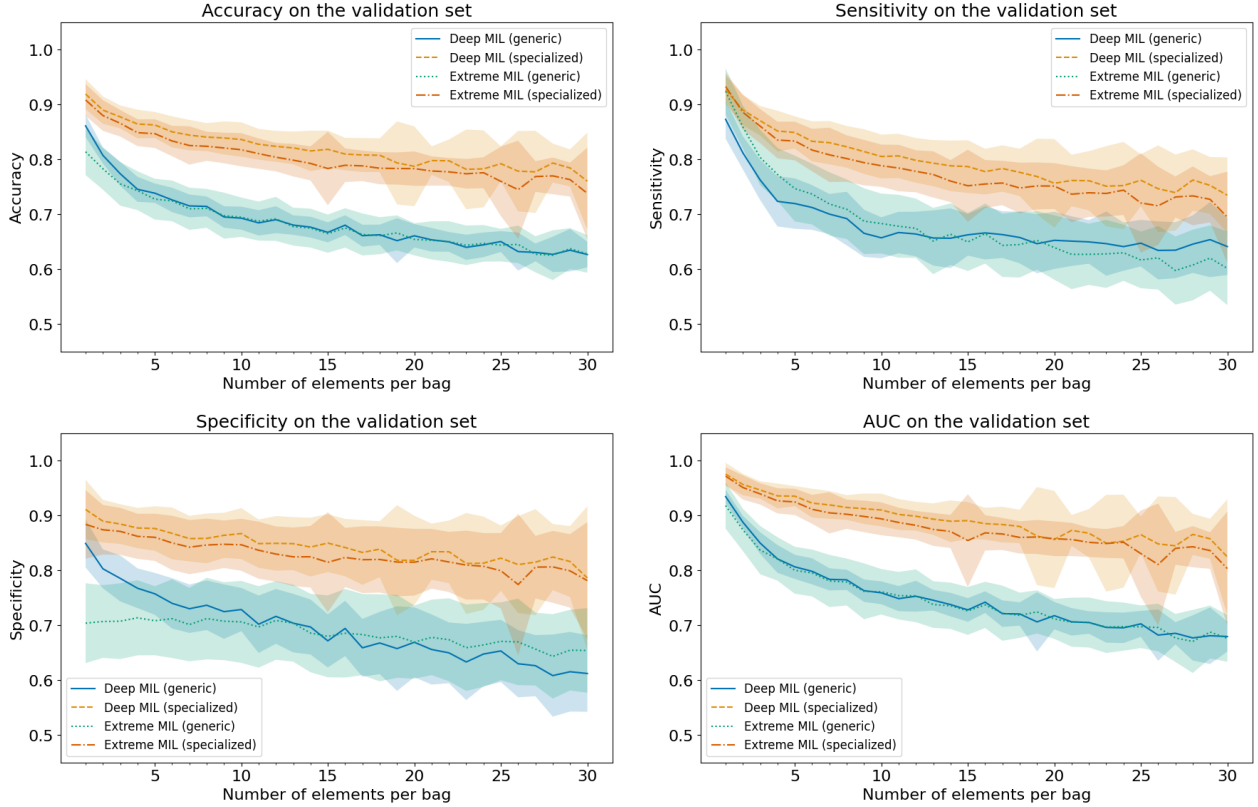 Accuracy on the validation set
1.0
0.9
0.8
0.7
0.6
0.5
Accuracy
Deep MIL (generic)
Deep MIL (specialized)
Extreme MIL (generic)
Extreme MIL (specialized)
5 10 15 20 25 30
Number of elements per bag
Sensitivity on the validation set
1.0
0.9
0.8
0.7
0.6
0.5
Sensitivity
Deep MIL (generic)
Deep MIL (specialized)
Extreme MIL (generic)
Extreme MIL (specialized)
5 10 15 20 25 30
Number of elements per bag
Specificity on the validation set
1.0
0.9
0.8
0.7
0.6
0.5
Specificity
Deep MIL (generic)
Deep MIL (specialized)
Extreme MIL (generic)
Extreme MIL (specialized)
5 10 15 20 25 30
Number of elements per bag
AUC on the validation set
1.0
0.9
0.8
0.7
0.6
0.5
AUC
Deep MIL (generic)
Deep MIL (specialized)
Extreme MIL (generic)
Extreme MIL (specialized)
5 10 15 20 25 30
Number of elements per bag